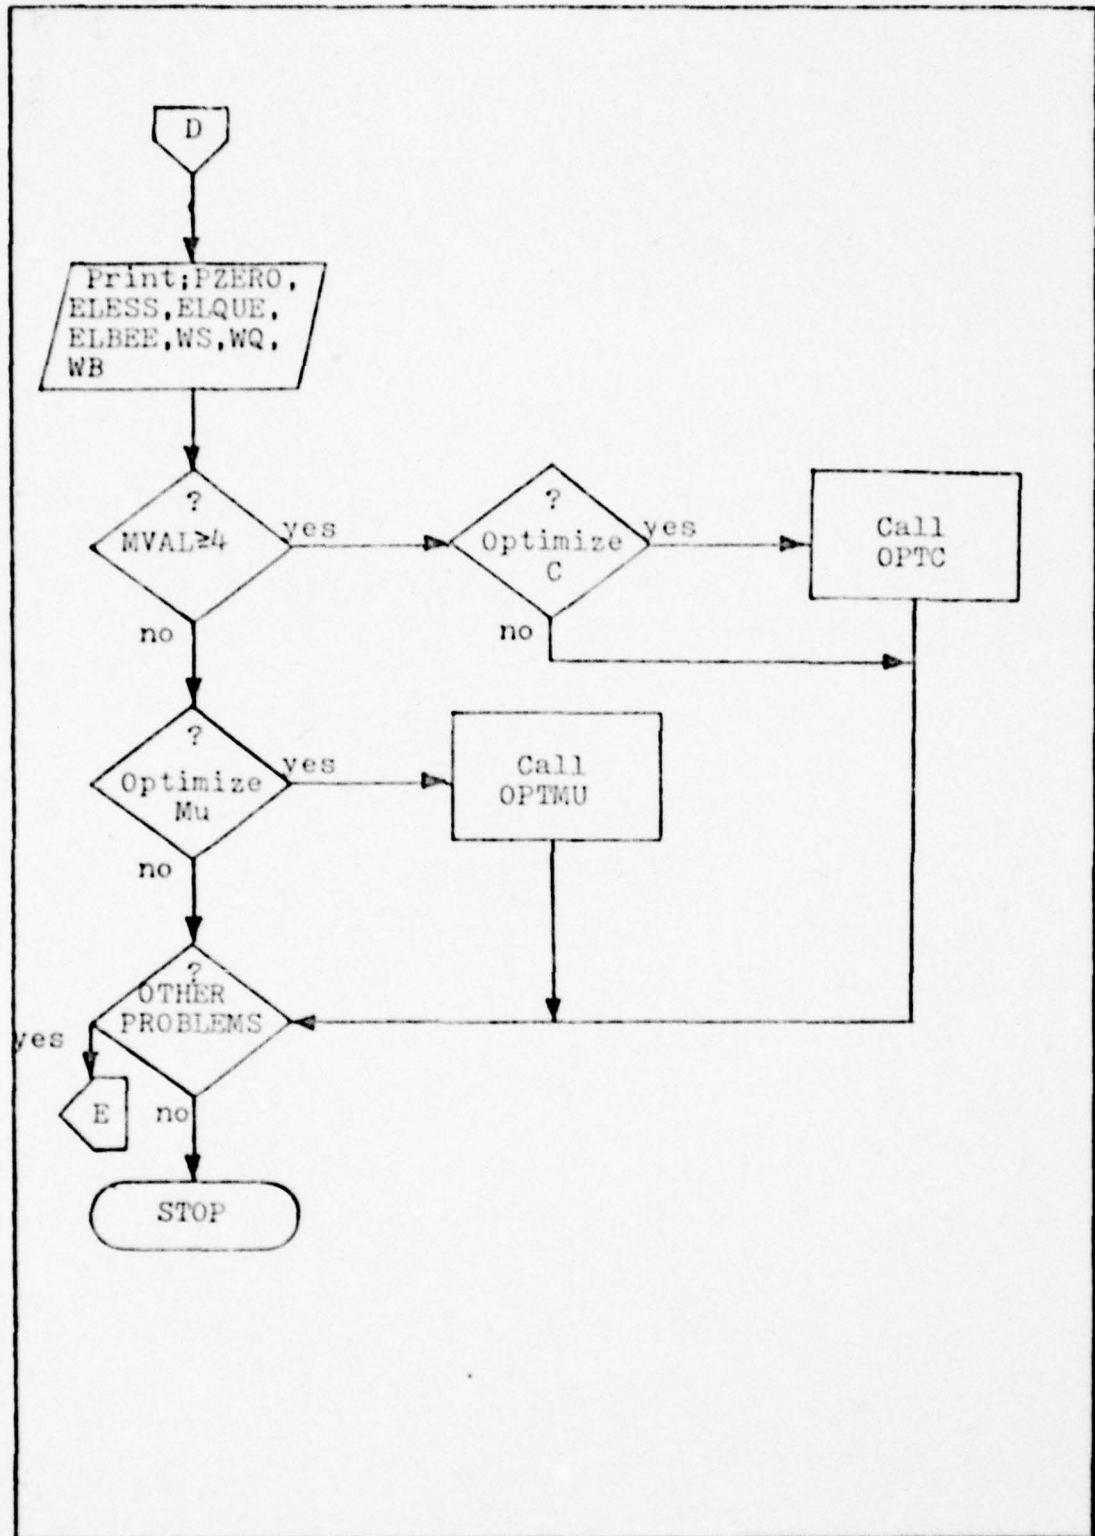 D
Print;PZERO,
ELESS,ELQUE,
ELBEE,WS,WQ,
WB
?
MVAL≥4
yes
?
Optimize
C
yes
Call
OPTC
no
no
?
Optimize
Mu
yes
Call
OPTMU
no
?
OTHER
PROBLEMS
yes
E
no
STOP